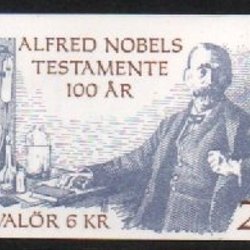 ALFRED NOBELS
TESTAMENTE
100 ÅR
VALÖR 6 KR